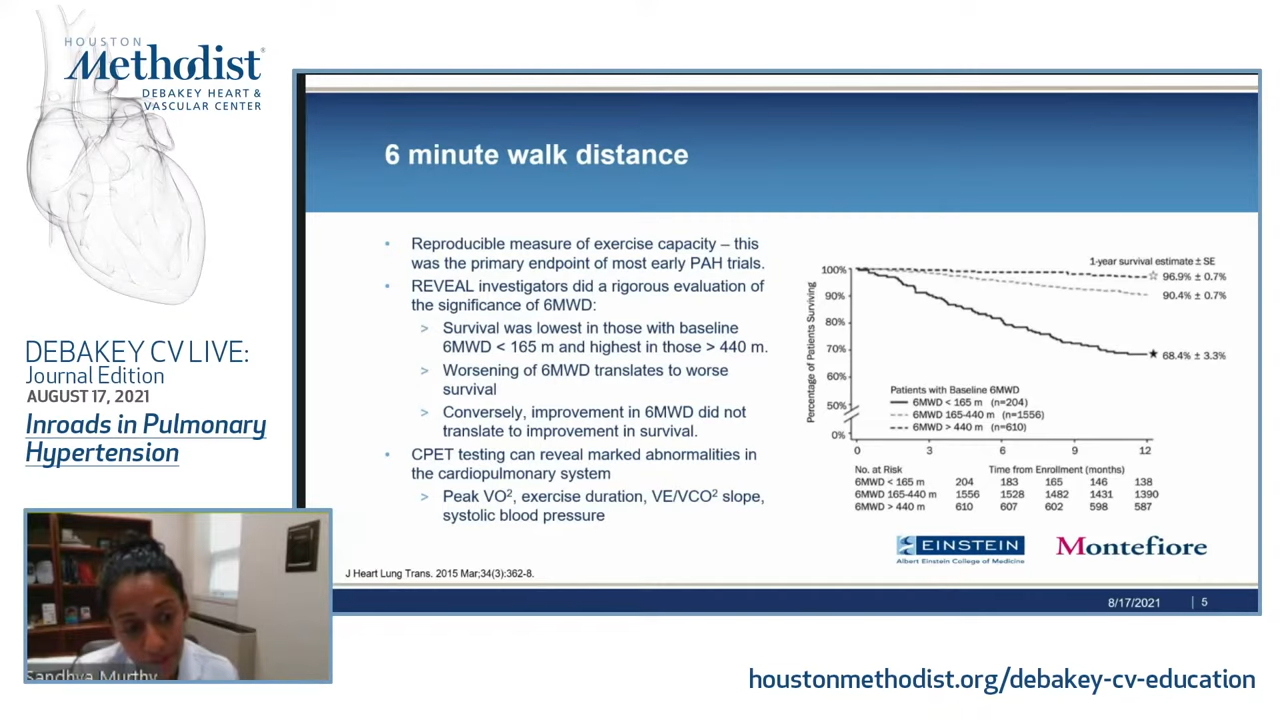 HOUSTON
Methodist®
DEBAKEY HEART &
VASCULAR CENTER
DEBAKEY CV LIVE:
Journal Edition
AUGUST 17, 2021
Inroads in Pulmonary
Hypertension
Sandhya Murthy
6 minute walk distance
• Reproducible measure of exercise capacity – this
was the primary endpoint of most early PAH trials.
• REVEAL investigators did a rigorous evaluation of
the significance of 6MWD:
> Survival was lowest in those with baseline
6MWD < 165 m and highest in those > 440 m.
> Worsening of 6MWD translates to worse
survival
> Conversely, improvement in 6MWD did not
translate to improvement in survival.
• CPET testing can reveal marked abnormalities in
the cardiopulmonary system
> Peak VO², exercise duration, VE/VCO² slope,
systolic blood pressure
J Heart Lung Trans. 2015 Mar;34(3):362-8.
Percentage of Patients Surviving
100%
90%
80%
70%
60%
50%
0%
1-year survival estimate ± SE
☆ 96.9% ± 0.7%
90.4% ± 0.7%
★ 68.4% ± 3.3%
Patients with Baseline 6MWD
6MWD < 165 m (n=204)
6MWD 165-440 m (n=1556)
6MWD > 440 m (n=610)
0 3 6 9 12
No. at Risk Time from Enrollment (months)
6MWD < 165 m 204 183 165 146 138
6MWD 165-440 m 1556 1528 1482 1431 1390
6MWD > 440 m 610 607 602 598 587
EINSTEIN
Albert Einstein College of Medicine
Montefiore
8/17/2021 | 5
houstonmethodist.org/debakey-cv-education